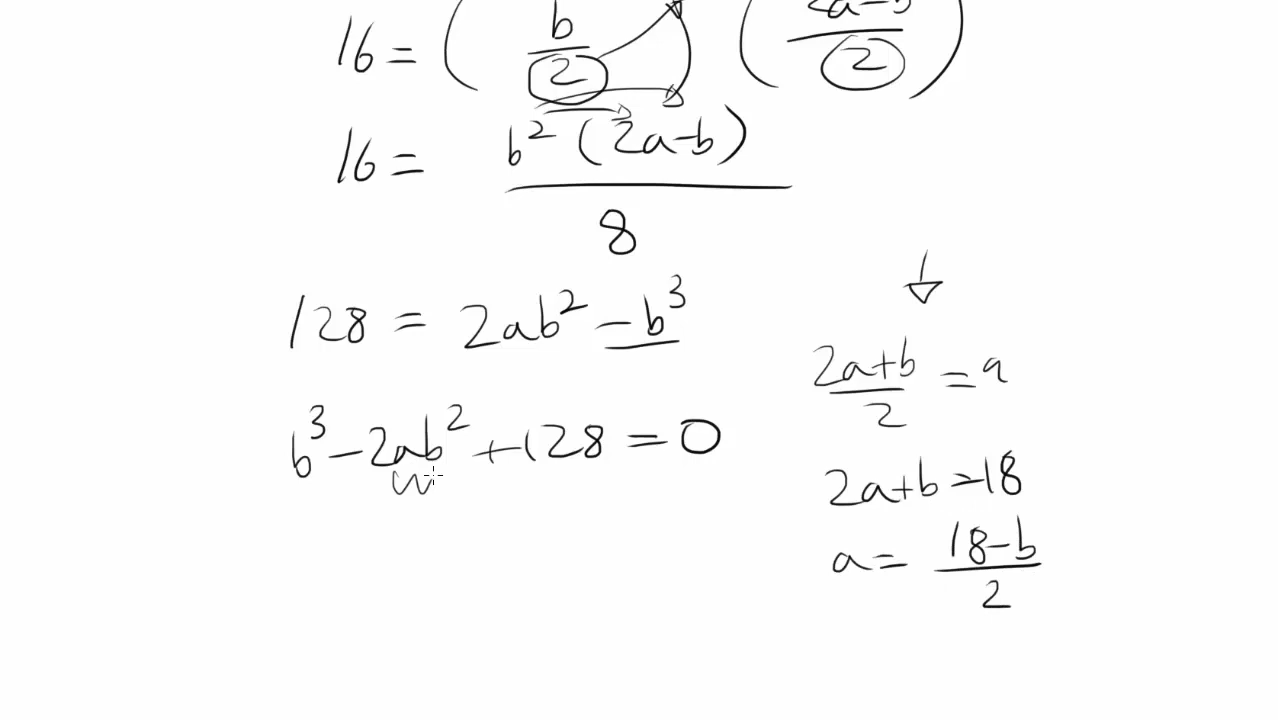 16 = ( b/2 ) ( 2a-b/2 )
16 = b² (2a-b) / 8
128 = 2ab² - b³
b³ - 2ab² + 128 = 0
2a+b / 2 = 9
2a+b = 18
a = 18-b / 2